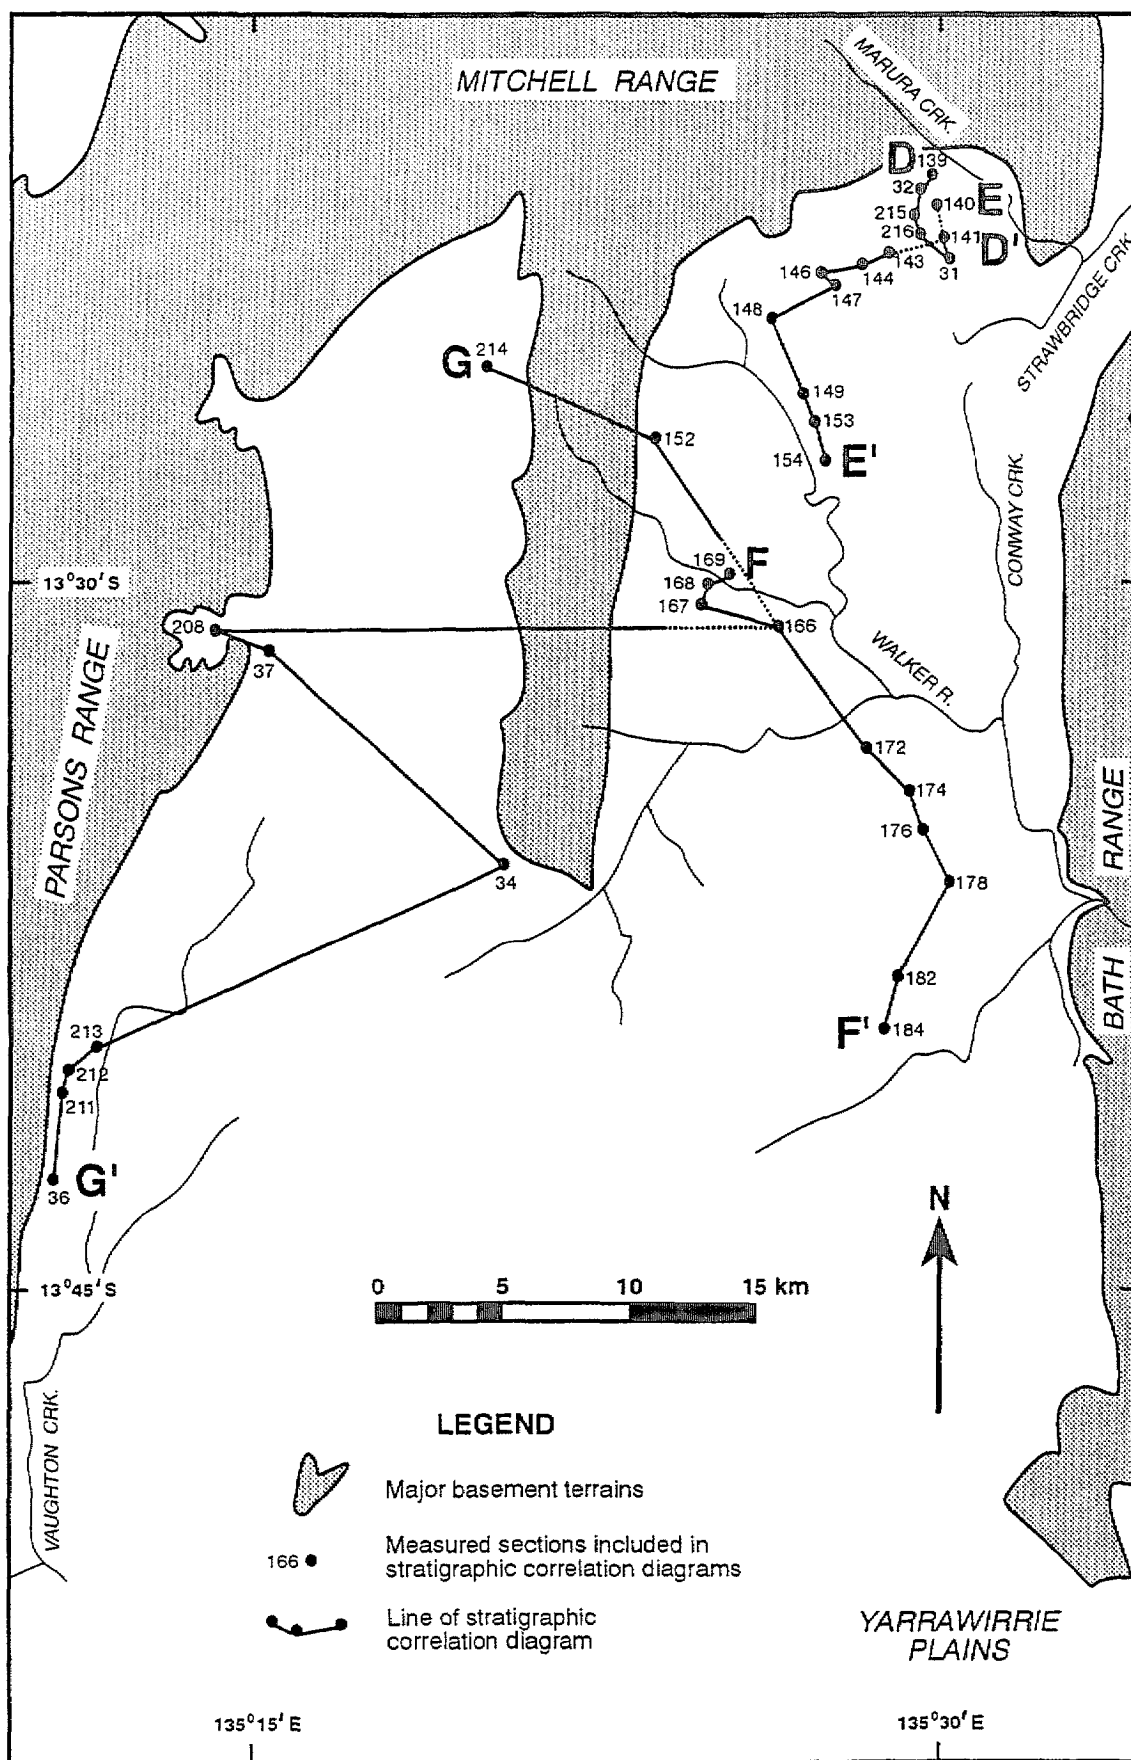 MITCHELL RANGE
MARURA CRK.
D
139
32
140
E
215
216
141
D'
143
31
146
144
147
STRAWBRIDGE CRK.
148
G
214
149
153
152
154
E'
CONWAY CRK.
169
F
13°30'S
168
167
208
166
37
WALKER R.
PARSONS RANGE
172
174
176
BATH RANGE
34
178
182
F'
184
213
212
211
36
G'
N
13°45'S
0 5 10 15 km
VAUGHTON CRK.
LEGEND
Major basement terrains
166
Measured sections included in
stratigraphic correlation diagrams
Line of stratigraphic
correlation diagram
YARRAWIRRIE
PLAINS
135°15'E
135°30'E